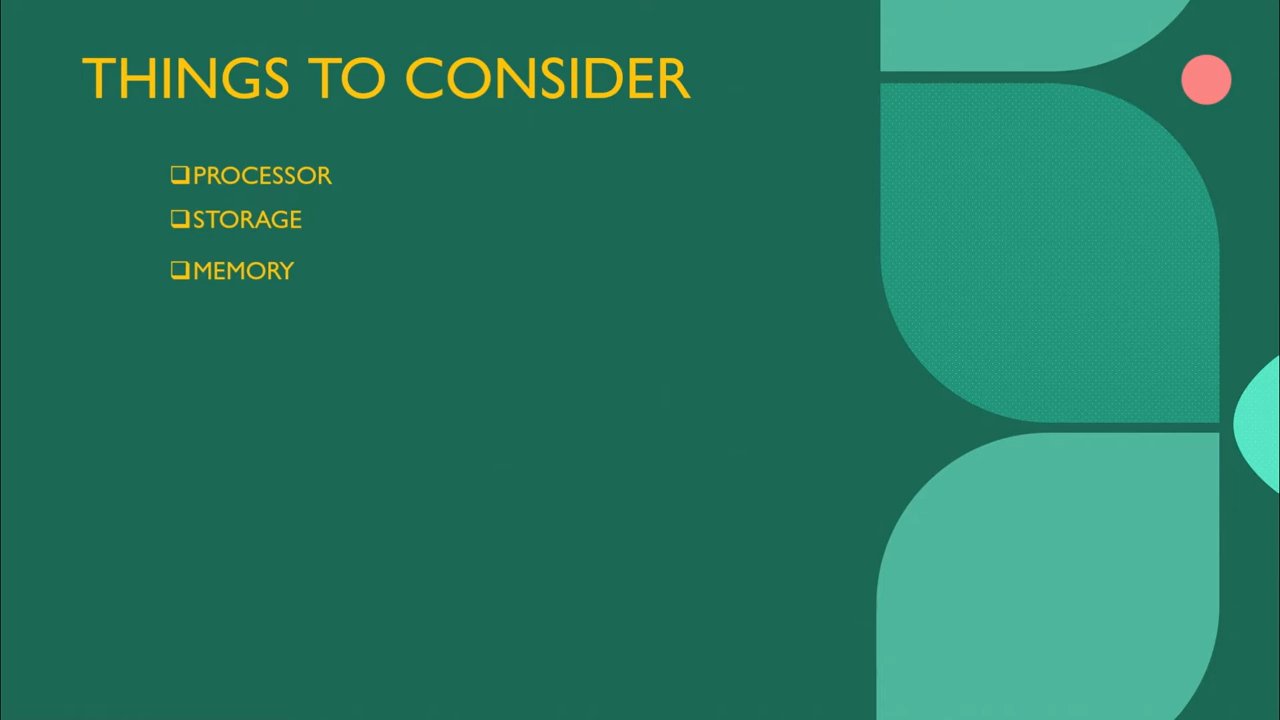 THINGS TO CONSIDER
❑PROCESSOR
❑STORAGE
❑MEMORY